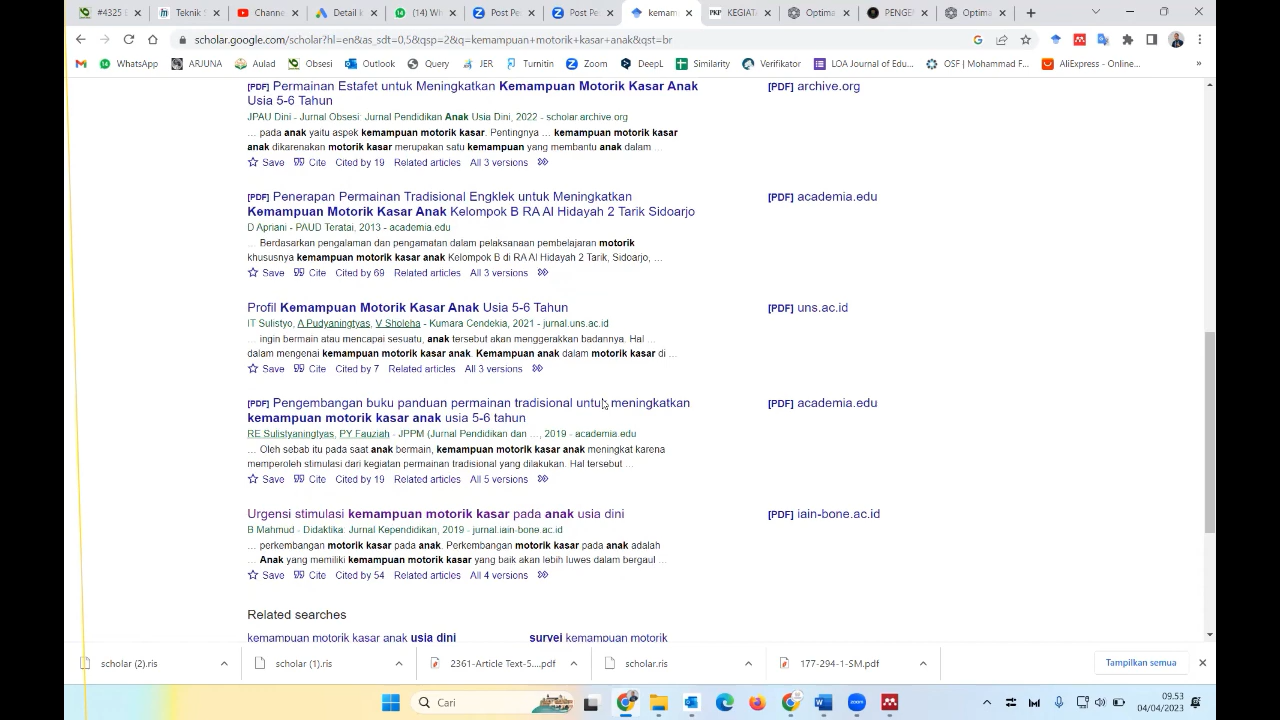 #4325 E
Teknik S
Channe
Detail k
(14) Wh
Post Pe
Post Pe
kemam
KEGIATA
Optima
PENGEN
Optima
scholar.google.com/scholar?hl=en&as_sdt=0,5&qsp=2&q=kemampuan+motorik+kasar+anak&qst=br
WhatsApp
ARJUNA
Aulad
Obsesi
Outlook
Query
JER
Turnitin
Zoom
DeepL
Similarity
Verifikator
LOA Journal of Edu...
OSF | Mohammad F...
AliExpress - Online...
[PDF] Permainan Estafet untuk Meningkatkan Kemampuan Motorik Kasar Anak
Usia 5-6 Tahun
[PDF] archive.org
JPAU Dini - Jurnal Obsesi: Jurnal Pendidikan Anak Usia Dini, 2022 - scholar.archive.org
... pada anak yaitu aspek kemampuan motorik kasar. Pentingnya ... kemampuan motorik kasar
anak dikarenakan motorik kasar merupakan satu kemampuan yang membantu anak dalam ...
Save Cite Cited by 19 Related articles All 3 versions
[PDF] Penerapan Permainan Tradisional Engklek untuk Meningkatkan
Kemampuan Motorik Kasar Anak Kelompok B RA Al Hidayah 2 Tarik Sidoarjo
[PDF] academia.edu
D Apriani - PAUD Teratai, 2013 - academia.edu
... Berdasarkan pengalaman dan pengamatan dalam pelaksanaan pembelajaran motorik
khususnya kemampuan motorik kasar anak Kelompok B di RA Al Hidayah 2 Tarik, Sidoarjo, ...
Save Cite Cited by 69 Related articles All 3 versions
Profil Kemampuan Motorik Kasar Anak Usia 5-6 Tahun
[PDF] uns.ac.id
IT Sulistyo, A Pudyaningtyas, V Sholeha - Kumara Cendekia, 2021 - jurnal.uns.ac.id
... ingin bermain atau mencapai sesuatu, anak tersebut akan menggerakkan badannya. Hal ...
dalam mengenai kemampuan motorik kasar anak. Kemampuan anak dalam motorik kasar di ...
Save Cite Cited by 7 Related articles All 3 versions
[PDF] Pengembangan buku panduan permainan tradisional untuk meningkatkan
kemampuan motorik kasar anak usia 5-6 tahun
[PDF] academia.edu
RE Sulistyaningtyas, PY Fauziah - JPPM (Jurnal Pendidikan dan ..., 2019 - academia.edu
... Oleh sebab itu pada saat anak bermain, kemampuan motorik kasar anak meningkat karena
memperoleh stimulasi dari kegiatan permainan tradisional yang dilakukan. Hal tersebut ...
Save Cite Cited by 19 Related articles All 5 versions
Urgensi stimulasi kemampuan motorik kasar pada anak usia dini
[PDF] iain-bone.ac.id
B Mahmud - Didaktika: Jurnal Kependidikan, 2019 - jurnal.iain-bone.ac.id
... perkembangan motorik kasar pada anak. Perkembangan motorik kasar pada anak adalah
... Anak yang memiliki kemampuan motorik kasar yang baik akan lebih luwes dalam bergaul ...
Save Cite Cited by 54 Related articles All 4 versions
Related searches
kemampuan motorik kasar anak usia dini
survei kemampuan motorik
scholar (2).ris
scholar (1).ris
2361-Article Text-5....pdf
scholar.ris
177-294-1-SM.pdf
Tampilkan semua
Cari
09.53
04/04/2023